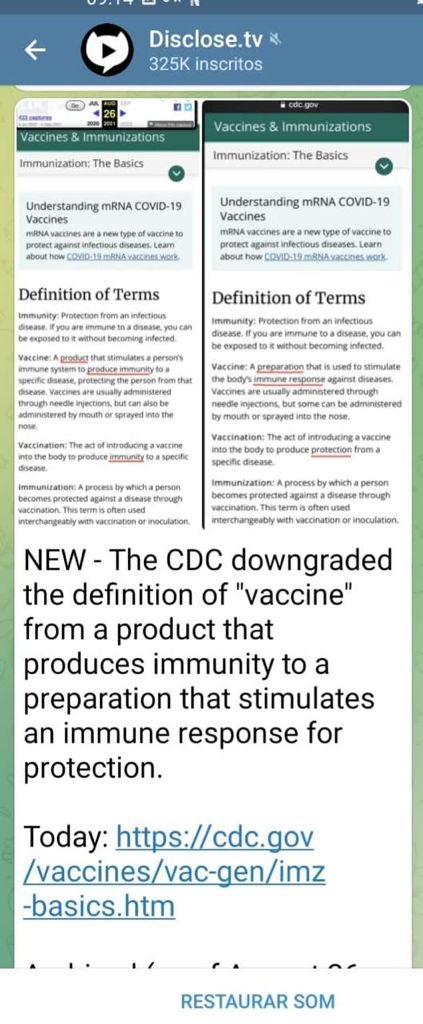 Disclose.tv
325K inscritos
Go
JUL AUG SEP
26
2020 2021
Vaccines & Immunizations
Immunization: The Basics
Understanding mRNA COVID-19
Vaccines
mRNA vaccines are a new type of vaccine to
protect against infectious diseases. Learn
about how COVID-19 mRNA vaccines work.
Definition of Terms
Immunity: Protection from an infectious
disease. If you are immune to a disease, you can
be exposed to it without becoming infected.
Vaccine: A product that stimulates a person's
immune system to produce immunity to a
specific disease, protecting the person from that
disease. Vaccines are usually administered
through needle injections, but can also be
administered by mouth or sprayed into the
nose.
Vaccination: The act of introducing a vaccine
into the body to produce immunity to a specific
disease.
Immunization: A process by which a person
becomes protected against a disease through
vaccination. This term is often used
interchangeably with vaccination or inoculation.
cdc.gov
Vaccines & Immunizations
Immunization: The Basics
Understanding mRNA COVID-19
Vaccines
mRNA vaccines are a new type of vaccine to
protect against infectious diseases. Learn
about how COVID-19 mRNA vaccines work.
Definition of Terms
Immunity: Protection from an infectious
disease. If you are immune to a disease, you can
be exposed to it without becoming infected.
Vaccine: A preparation that is used to stimulate
the body's immune response against diseases.
Vaccines are usually administered through
needle injections, but some can be administered
by mouth or sprayed into the nose.
Vaccination: The act of introducing a vaccine
into the body to produce protection from a
specific disease.
Immunization: A process by which a person
becomes protected against a disease through
vaccination. This term is often used
interchangeably with vaccination or inoculation.
NEW - The CDC downgraded
the definition of "vaccine"
from a product that
produces immunity to a
preparation that stimulates
an immune response for
protection.
Today: https://cdc.gov
/vaccines/vac-gen/imz
-basics.htm
RESTAURAR SOM